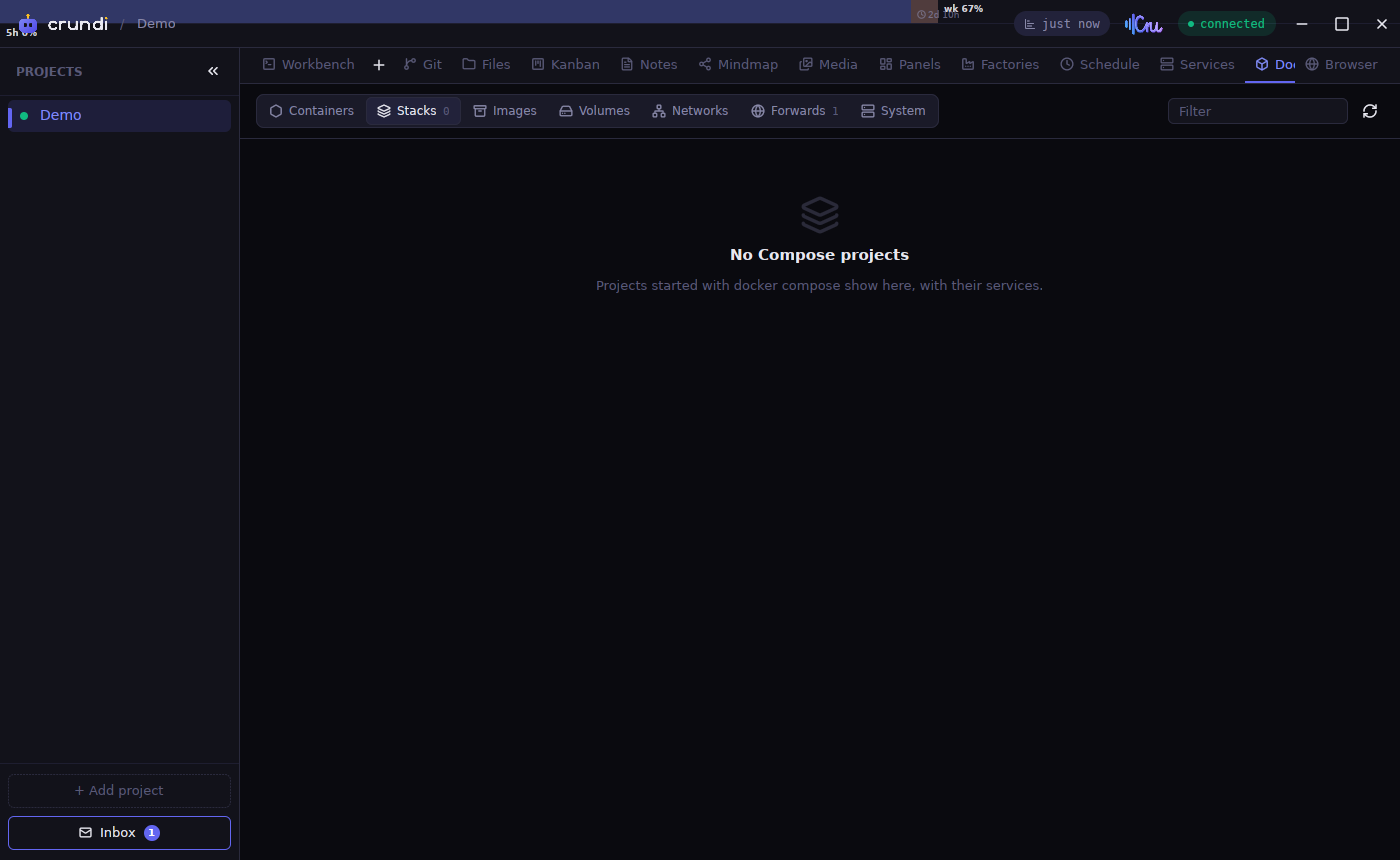 wk 67%
2d 10h
5h 0%
crundi / Demo
just now
Cru
connected
PROJECTS
Workbench + Git Files Kanban Notes Mindmap Media Panels Factories Schedule Services Doc Browser
Demo
Containers Stacks 0 Images Volumes Networks Forwards 1 System
Filter
No Compose projects
Projects started with docker compose show here, with their services.
+ Add project
Inbox 1